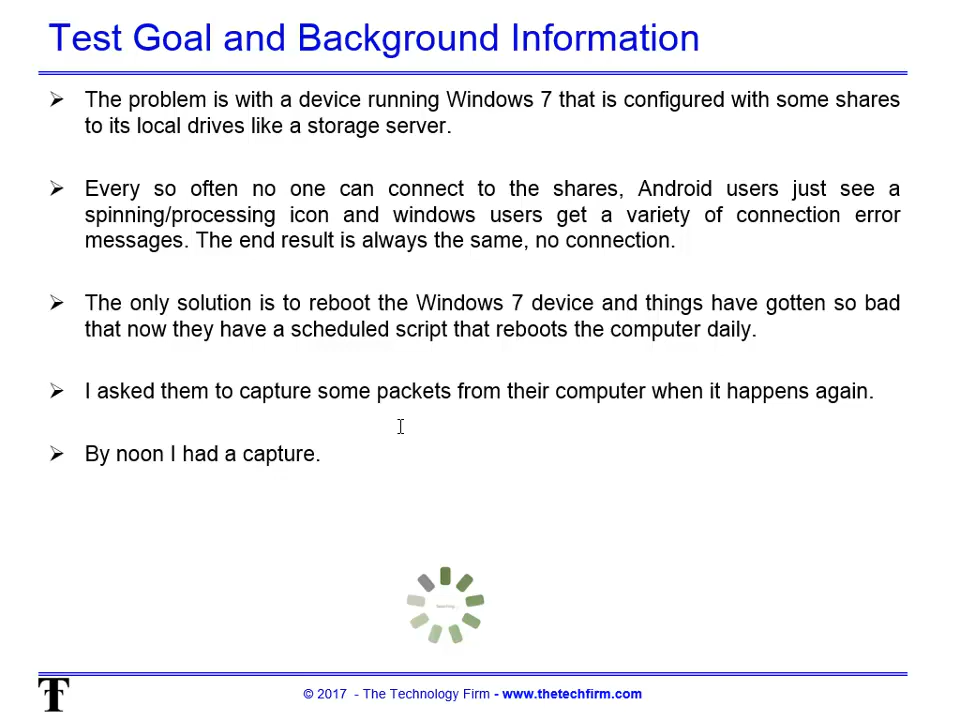 Test Goal and Background Information
The problem is with a device running Windows 7 that is configured with some shares
to its local drives like a storage server.
Every so often no one can connect to the shares, Android users just see a
spinning/processing icon and windows users get a variety of connection error
messages. The end result is always the same, no connection.
The only solution is to reboot the Windows 7 device and things have gotten so bad
that now they have a scheduled script that reboots the computer daily.
I asked them to capture some packets from their computer when it happens again.
By noon I had a capture.
© 2017 - The Technology Firm - www.thetechfirm.com